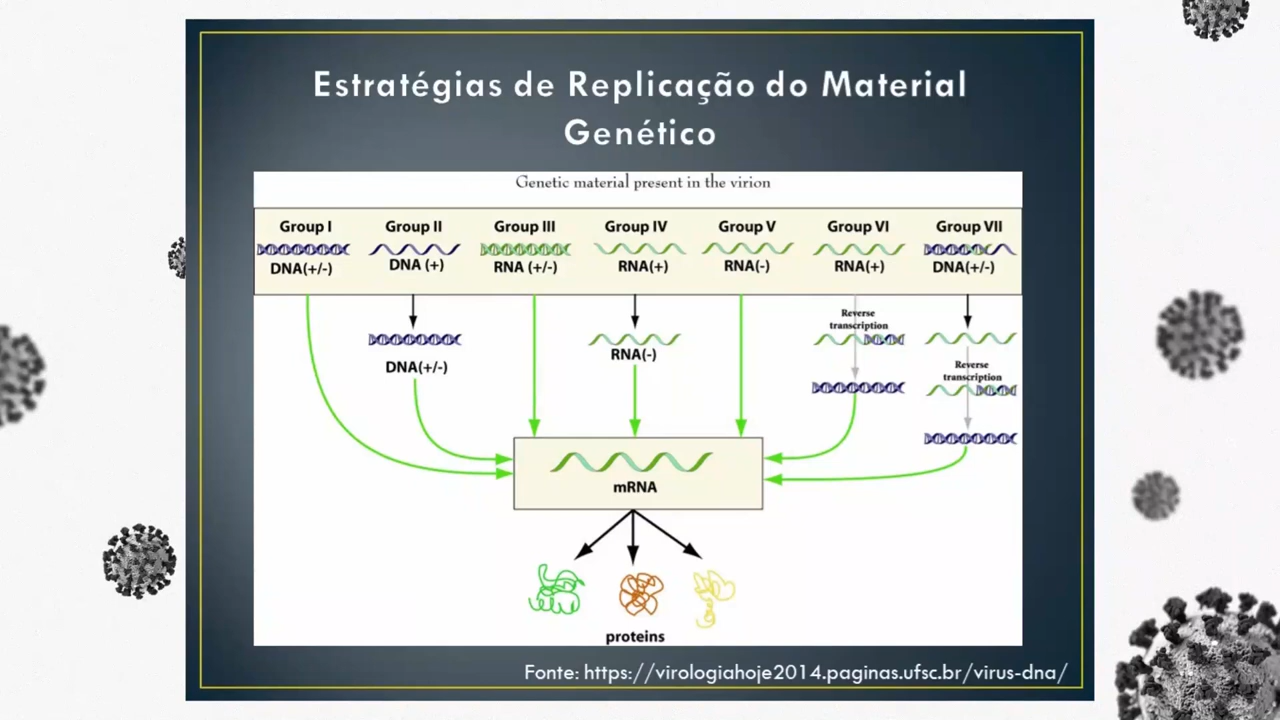 Estratégias de Replicação do Material
Genético
Genetic material present in the virion
Group I
DNA(+/-)
Group II
DNA (+)
Group III
RNA (+/-)
Group IV
RNA(+)
Group V
RNA(-)
Group VI
RNA(+)
Group VII
DNA(+/-)
DNA(+/-)
RNA(-)
Reverse
transcription
Reverse
transcription
mRNA
proteins
Fonte: https://virologiahoje2014.paginas.ufsc.br/virus-dna/